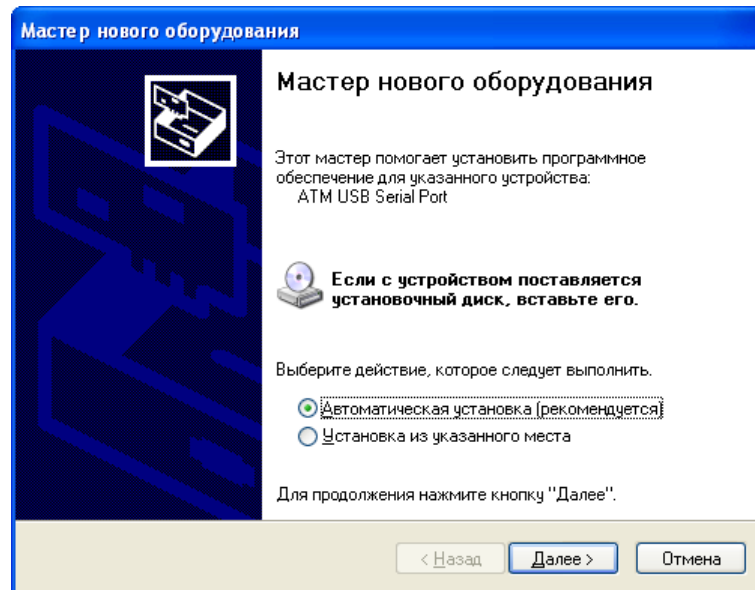 Мастер нового оборудования
Мастер нового оборудования
Этот мастер помогает установить программное
обеспечение для указанного устройства:
ATM USB Serial Port
Если с устройством поставляется
установочный диск, вставьте его.
Выберите действие, которое следует выполнить.
Автоматическая установка (рекомендуется)
Установка из указанного места
Для продолжения нажмите кнопку "Далее".
< Назад Далее > Отмена